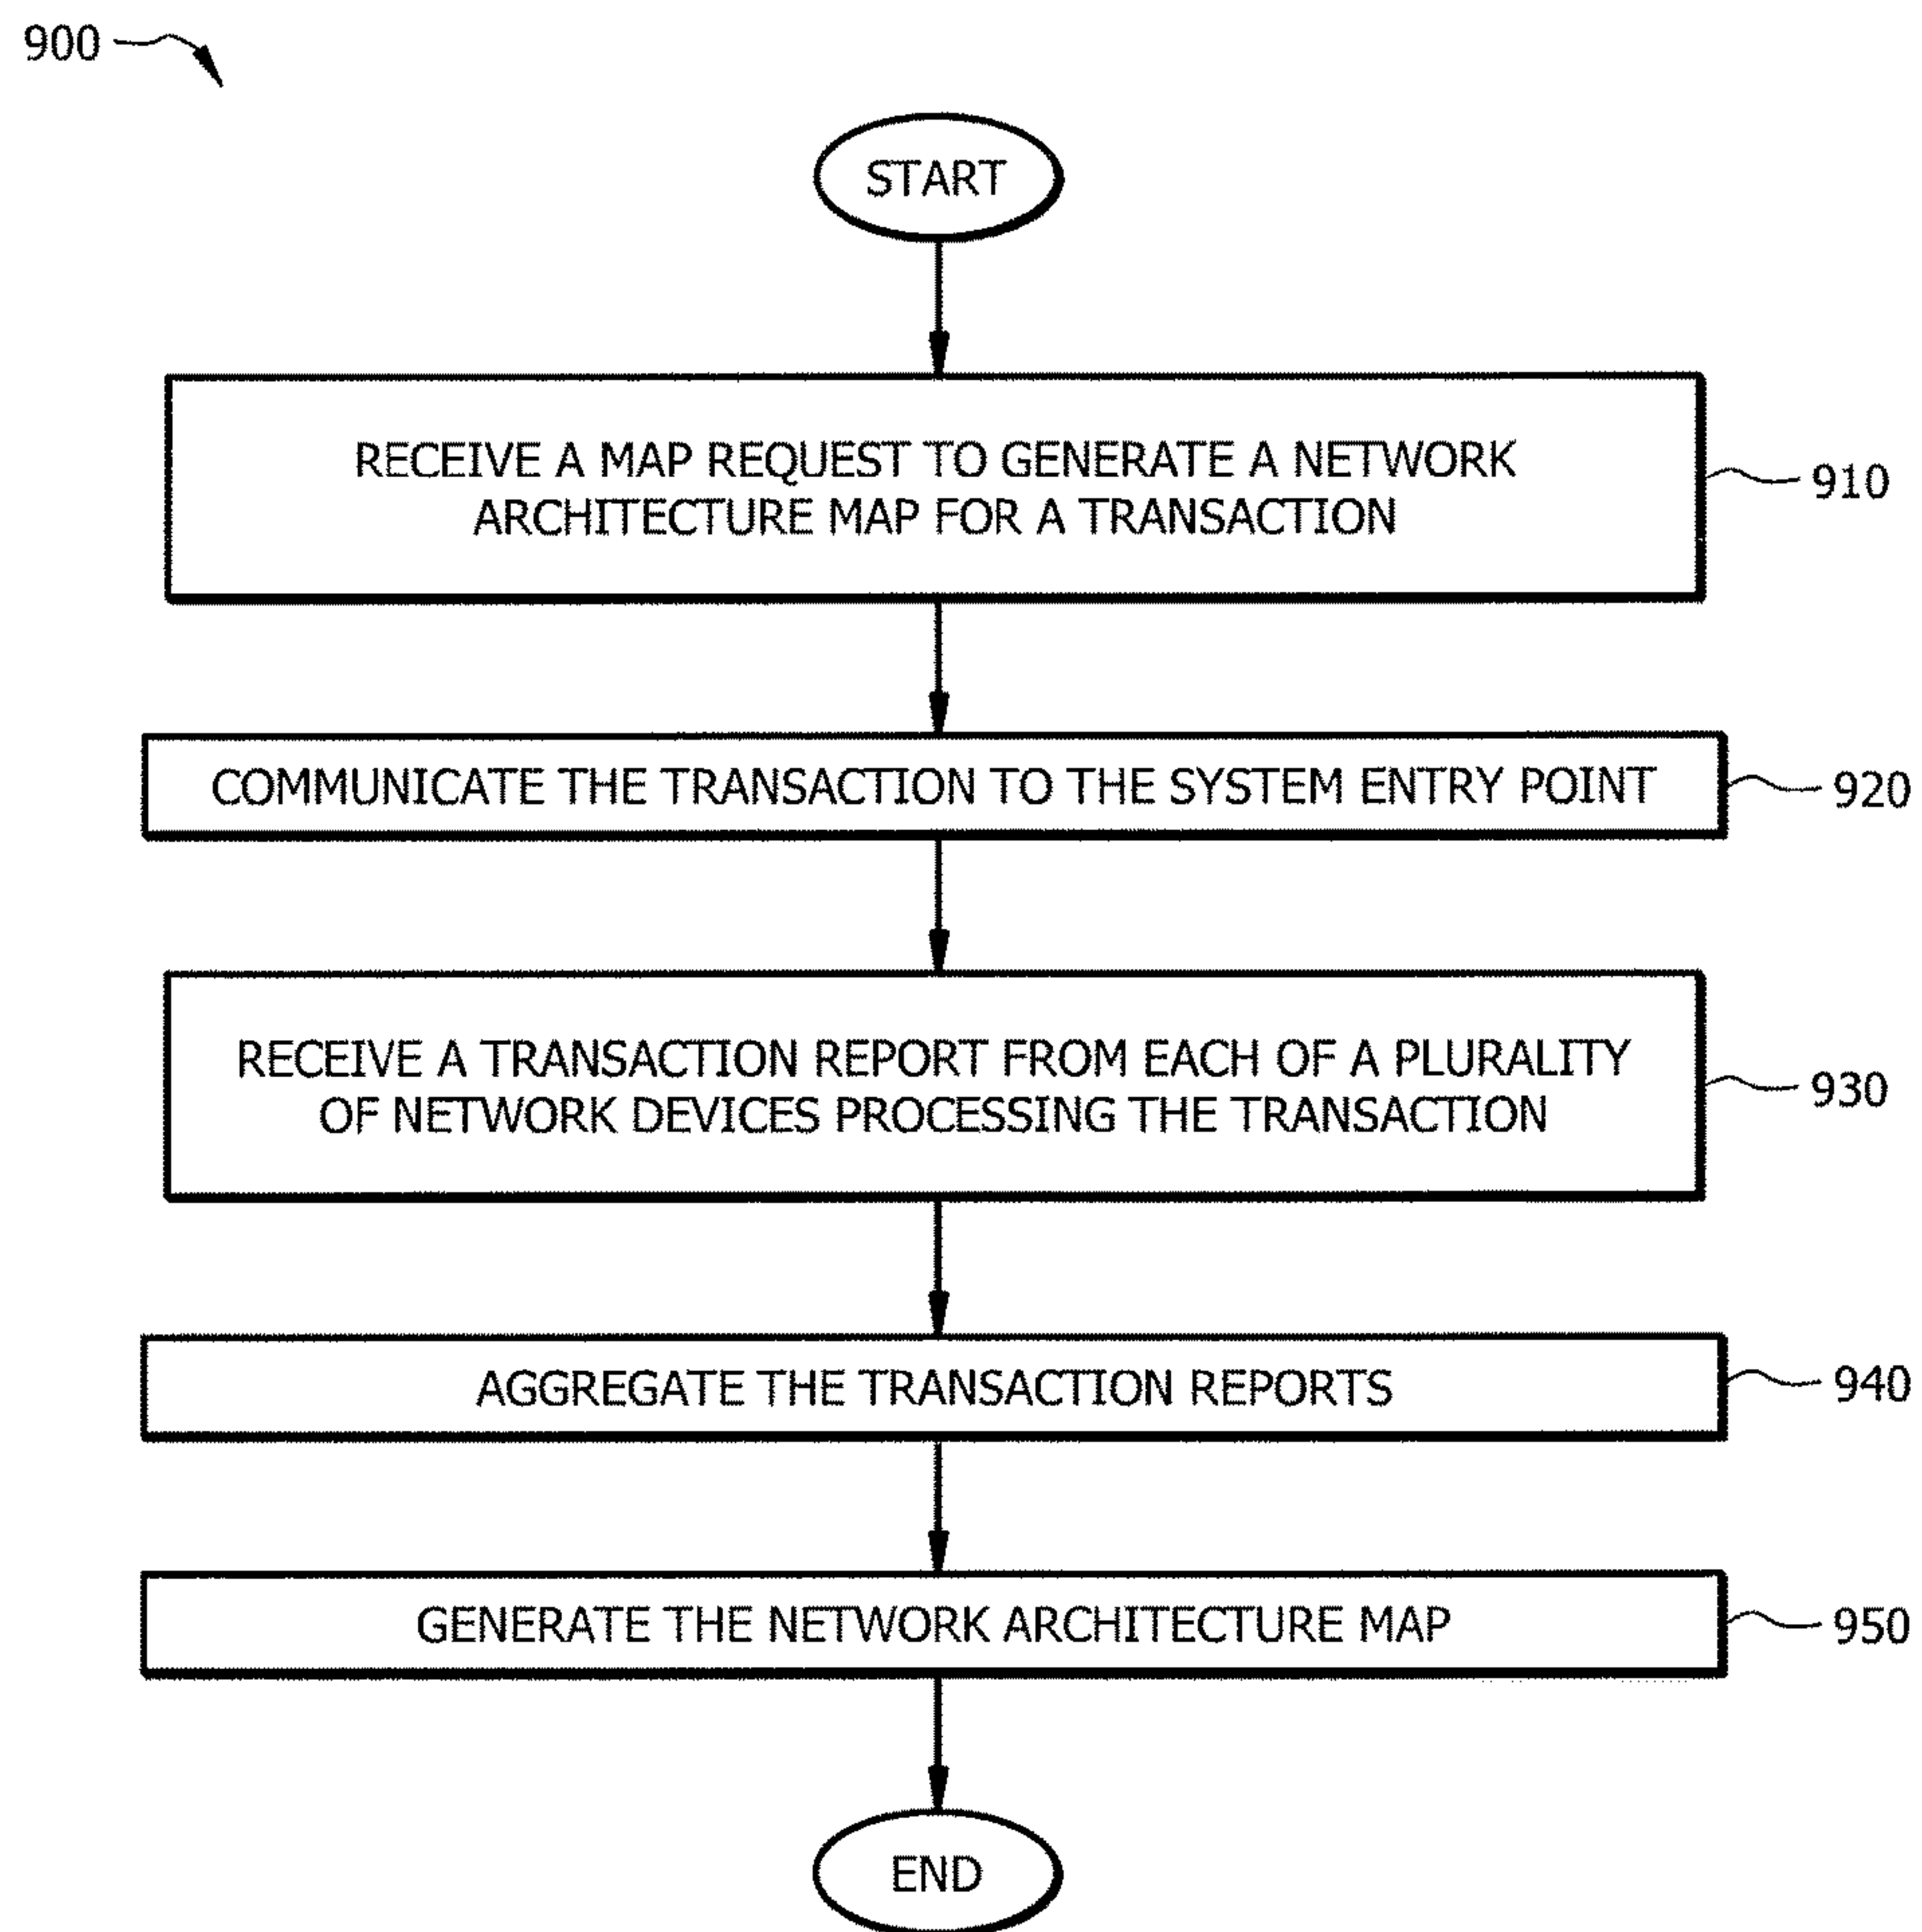 900
START
RECEIVE A MAP REQUEST TO GENERATE A NETWORK
ARCHITECTURE MAP FOR A TRANSACTION
910
COMMUNICATE THE TRANSACTION TO THE SYSTEM ENTRY POINT
920
RECEIVE A TRANSACTION REPORT FROM EACH OF A PLURALITY
OF NETWORK DEVICES PROCESSING THE TRANSACTION
930
AGGREGATE THE TRANSACTION REPORTS
940
GENERATE THE NETWORK ARCHITECTURE MAP
950
END